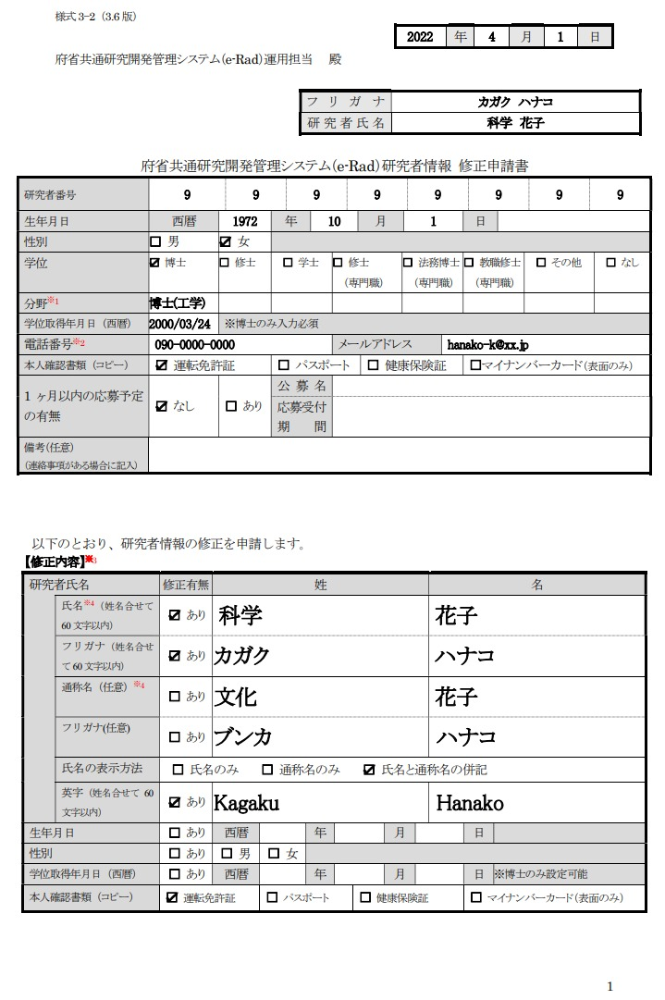 様式3-2（3.6版）
2022 年 4 月 1 日
府省共通研究開発管理システム(e-Rad)運用担当 殿
フリガナ カガク ハナコ
研究者氏名 科学 花子
府省共通研究開発管理システム(e-Rad)研究者情報 修正申請書
研究者番号 9 9 9 9 9 9 9 9
生年月日 西暦 1972 年 10 月 1 日
性別 ☐ 男 ☑ 女
学位 ☑ 博士 ☐ 修士 ☐ 学士 ☐ 修士（専門職） ☐ 法務博士（専門職） ☐ 教職修士（専門職） ☐ その他 ☐ なし
分野※1 博士(工学)
学位取得年月日（西暦） 2000/03/24 ※博士のみ入力必須
電話番号※2 090-0000-0000 メールアドレス hanako-k@xx.jp
本人確認書類（コピー） ☑ 運転免許証 ☐ パスポート ☐ 健康保険証 ☐マイナンバーカード（表面のみ）
1ヶ月以内の応募予定の有無 ☑ なし ☐ あり 公募名
応募受付期間
備考(任意)
（連絡事項がある場合に記入）
以下のとおり、研究者情報の修正を申請します。
【修正内容】※3
研究者氏名 修正有無 姓 名
氏名※4（姓名合せて60文字以内） ☑ あり 科学 花子
フリガナ（姓名合せて60文字以内） ☑ あり カガク ハナコ
通称名（任意）※4 ☐ あり 文化 花子
フリガナ(任意) ☐ あり ブンカ ハナコ
氏名の表示方法 ☐ 氏名のみ ☐ 通称名のみ ☑ 氏名と通称名の併記
英字（姓名合せて60文字以内） ☑ あり Kagaku Hanako
生年月日 ☐ あり 西暦 年 月 日
性別 ☐ あり ☐ 男 ☐ 女
学位取得年月日（西暦） ☐ あり 西暦 年 月 日 ※博士のみ設定可能
本人確認書類（コピー） ☑ 運転免許証 ☐ パスポート ☐ 健康保険証 ☐ マイナンバーカード（表面のみ）
1